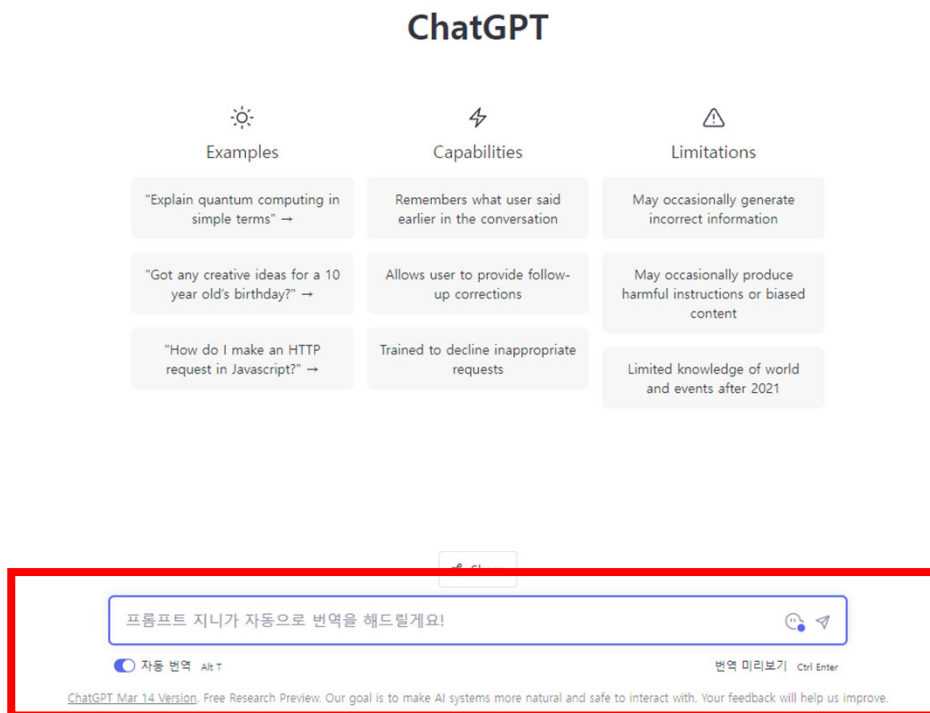 ChatGPT
Examples
Capabilities
Limitations
"Explain quantum computing in
simple terms" →
Remembers what user said
earlier in the conversation
May occasionally generate
incorrect information
"Got any creative ideas for a 10
year old's birthday?" →
Allows user to provide follow-
up corrections
May occasionally produce
harmful instructions or biased
content
"How do I make an HTTP
request in Javascript?" →
Trained to decline inappropriate
requests
Limited knowledge of world
and events after 2021
프롬프트 지니가 자동으로 번역을 해드릴게요!
자동 번역 Alt T
번역 미리보기 Ctrl Enter
ChatGPT Mar 14 Version. Free Research Preview. Our goal is to make AI systems more natural and safe to interact with. Your feedback will help us improve.